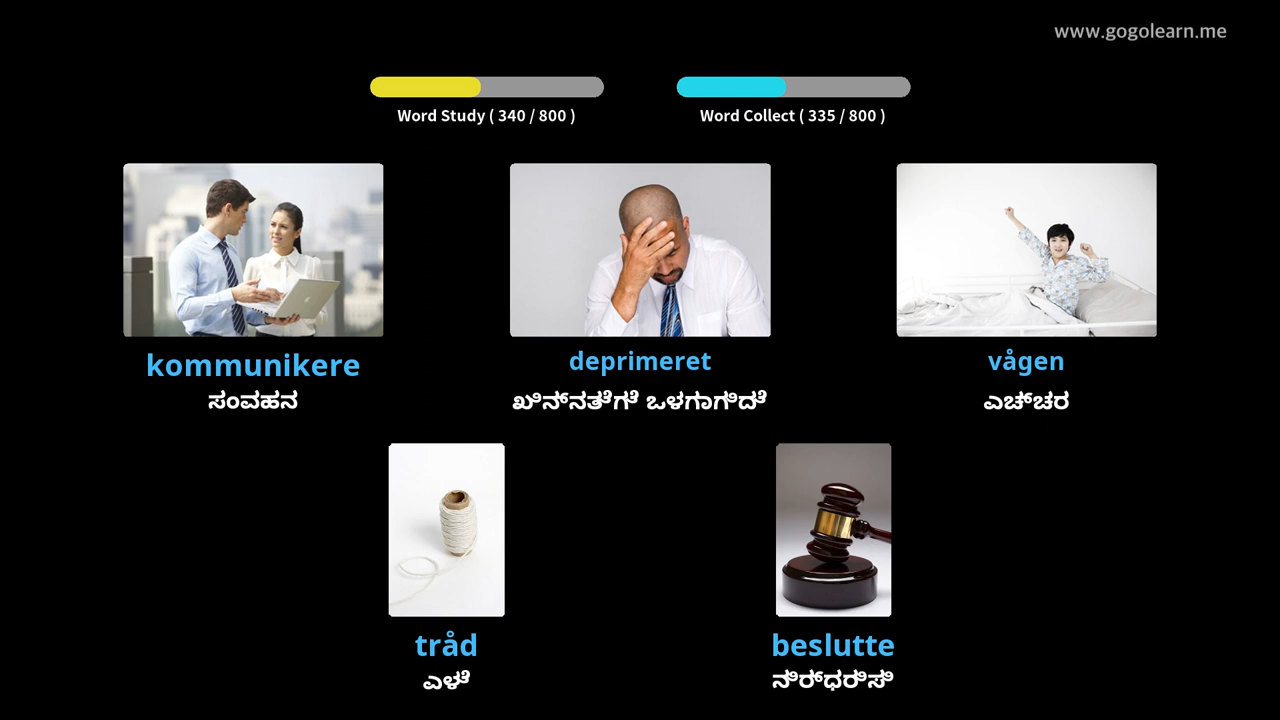 www.gogolearn.me
Word Study ( 340 / 800 )
Word Collect ( 335 / 800 )
kommunikere
ಸಂವಹನ
deprimeret
ಖಿನ್ನತೆಗೆ ಒಳಗಾಗಿದೆ
vågen
ಎಚ್ಚರ
tråd
ಎಳೆ
beslutte
ನಿರ್ಧರಿಸಿ